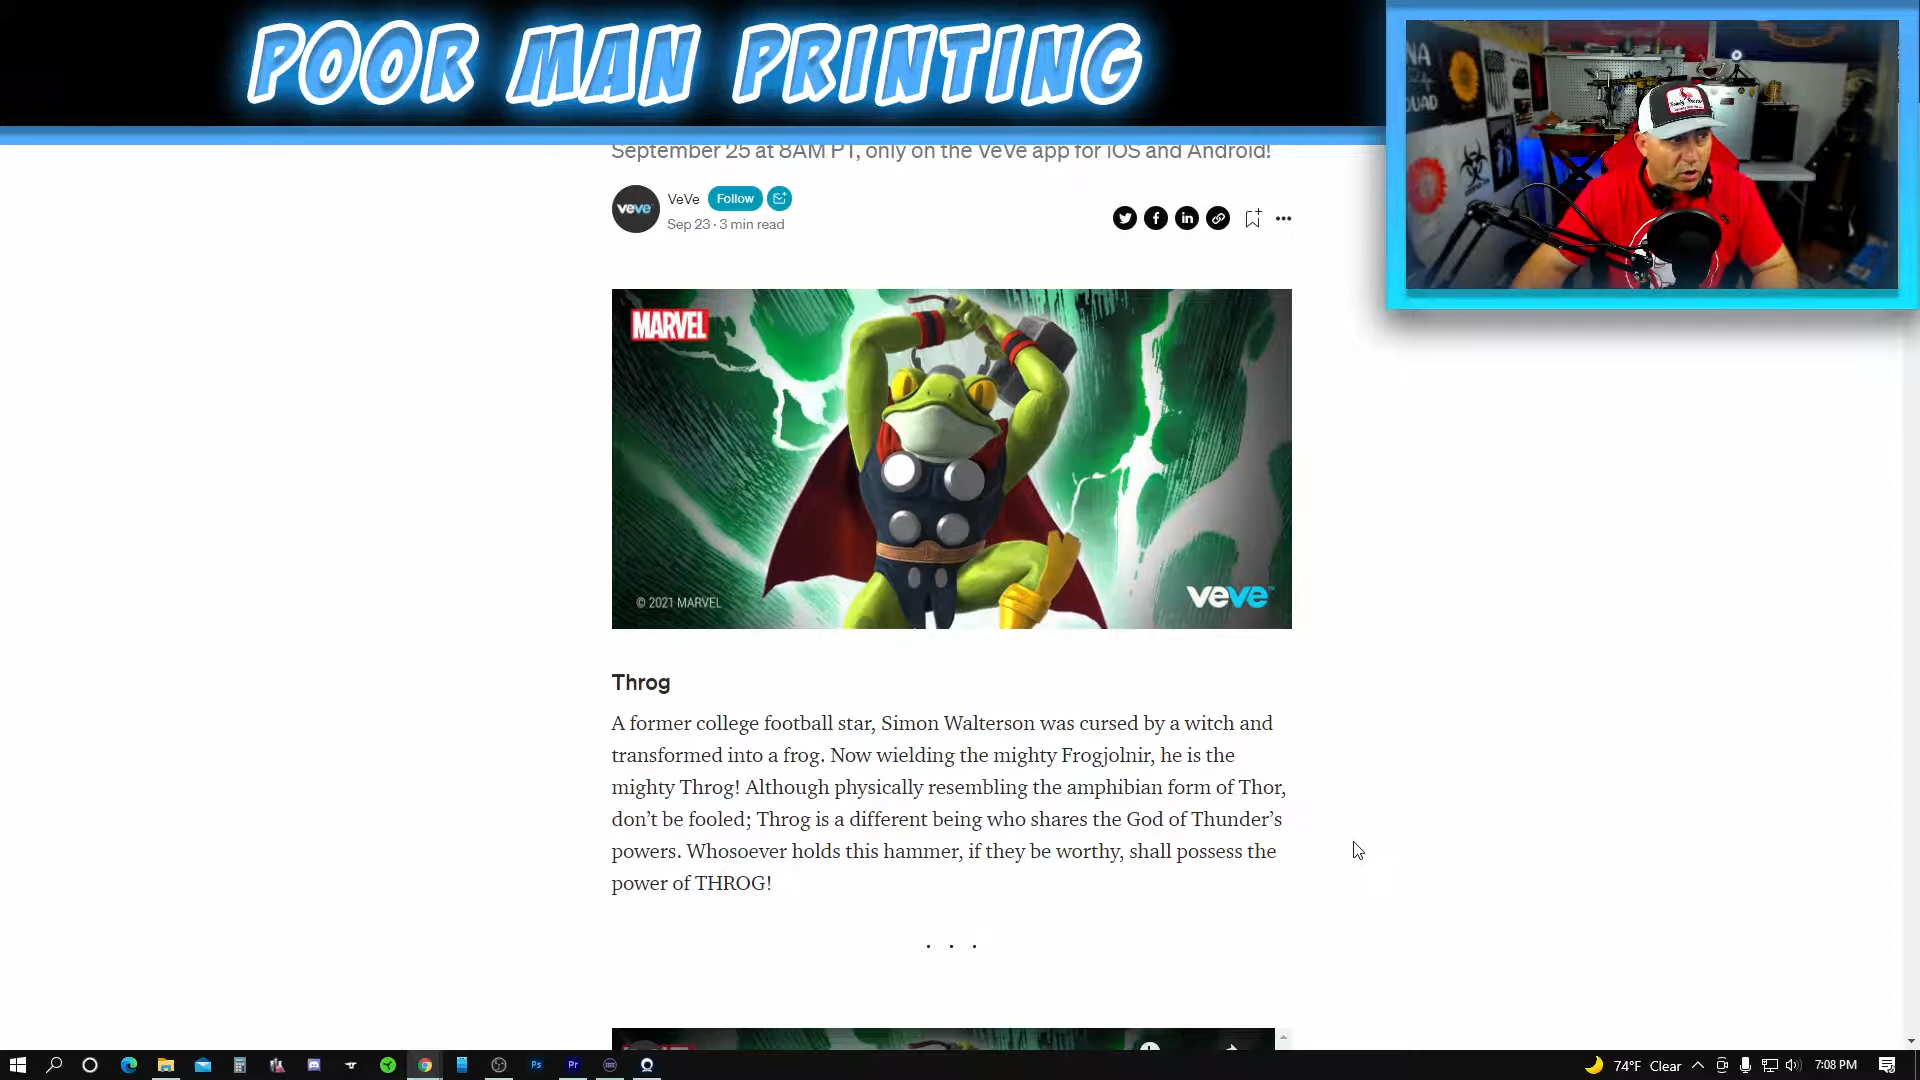 POOR MAN PRINTING
September 25 at 8AM PT, only on the VeVe app for iOS and Android!
veve
VeVe Follow
Sep 23 · 3 min read
MARVEL
© 2021 MARVEL
veve
Throg
A former college football star, Simon Walterson was cursed by a witch and
transformed into a frog. Now wielding the mighty Frogjolnir, he is the
mighty Throg! Although physically resembling the amphibian form of Thor,
don’t be fooled; Throg is a different being who shares the God of Thunder’s
powers. Whosoever holds this hammer, if they be worthy, shall possess the
power of THROG!
. . .
74°F Clear 7:08 PM